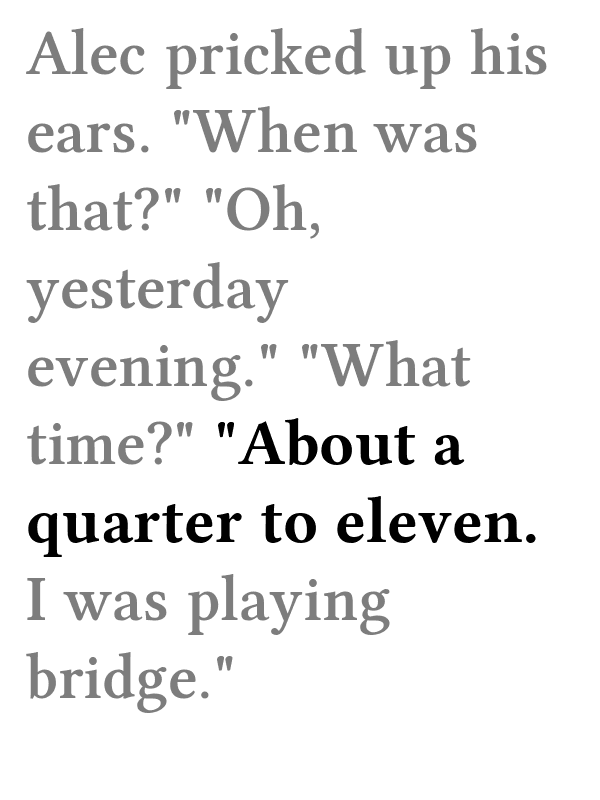 Alec pricked up his
ears. "When was
that?" "Oh,
yesterday
evening." "What
time?" "About a
quarter to eleven.
I was playing
bridge."